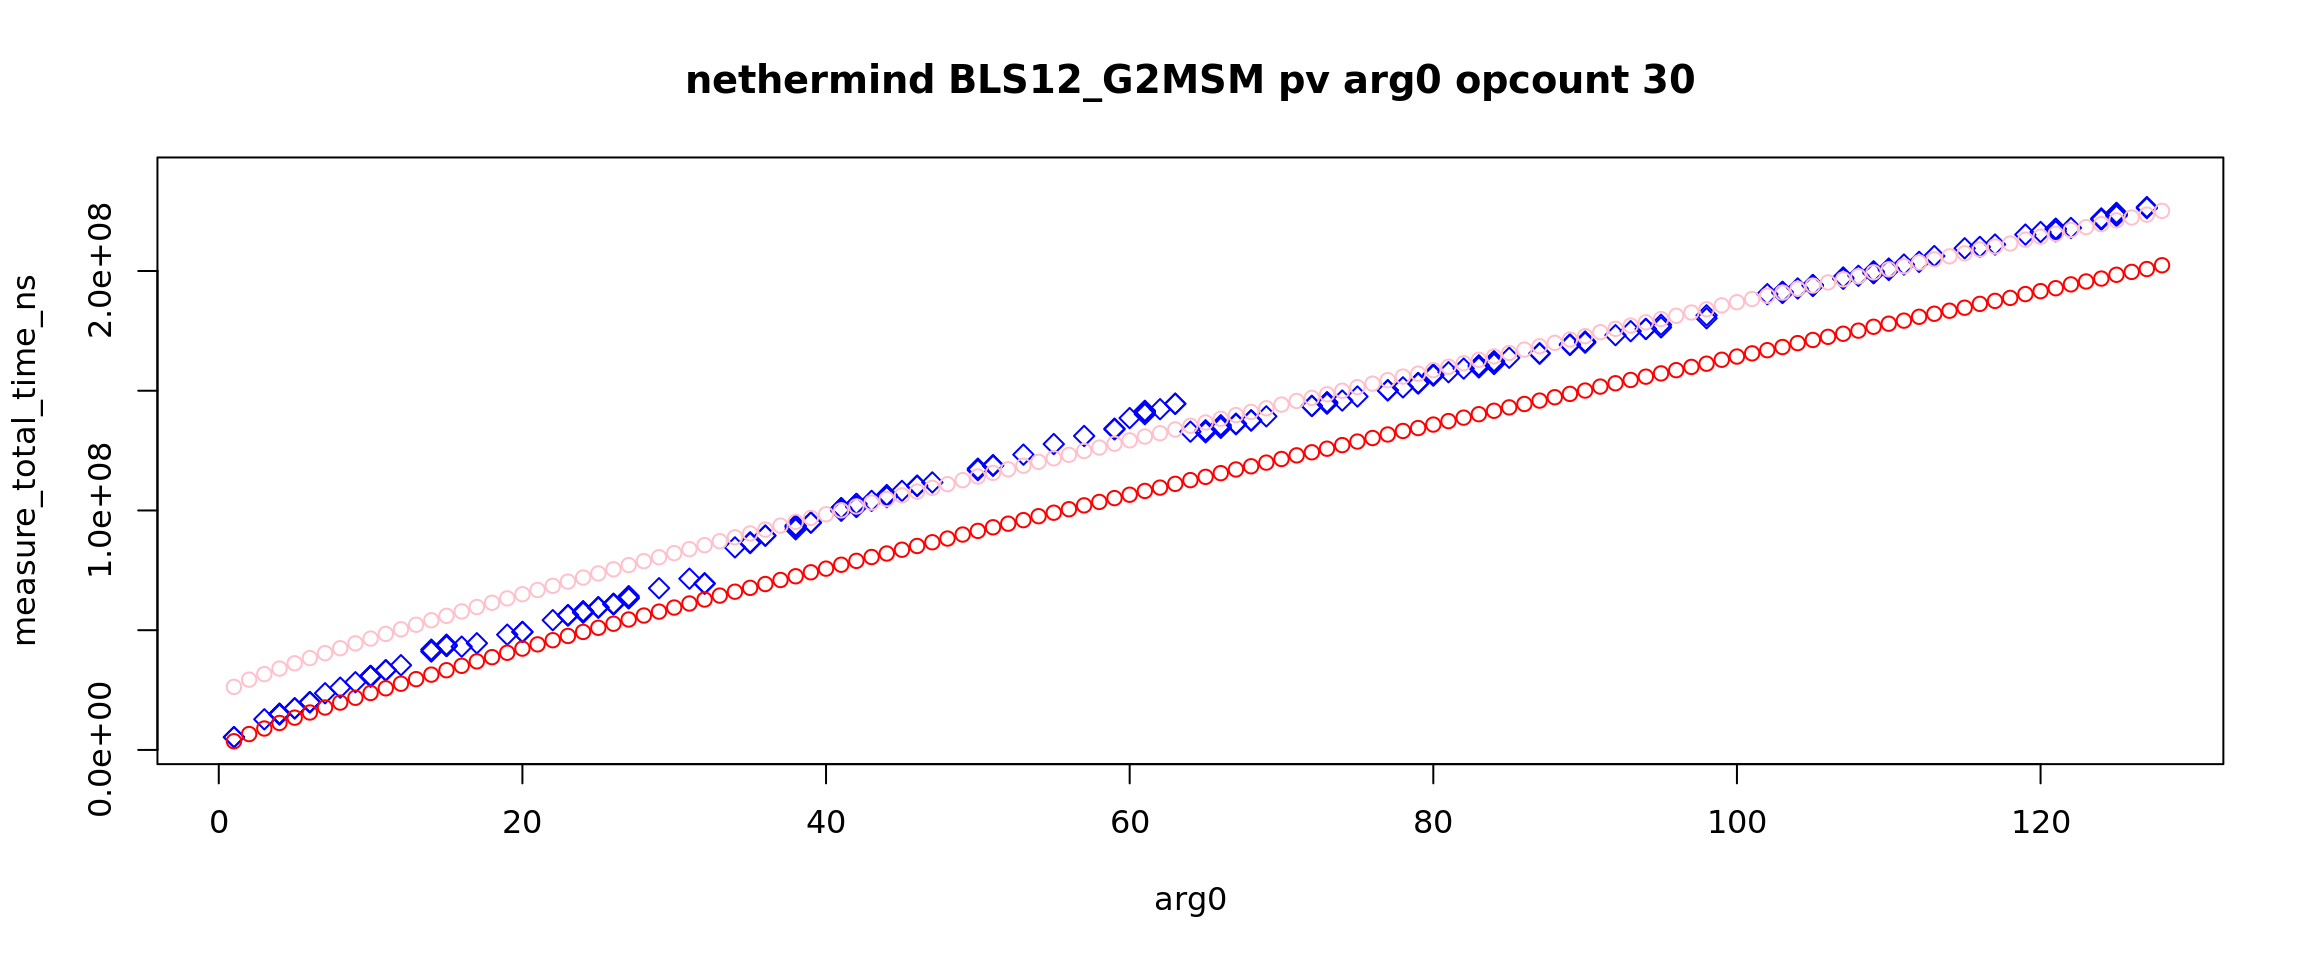 nethermind BLS12_G2MSM pv arg0 opcount 30
measure_total_time_ns
2.0e+08
1.0e+08
0.0e+00
0 20 40 60 80 100 120
arg0